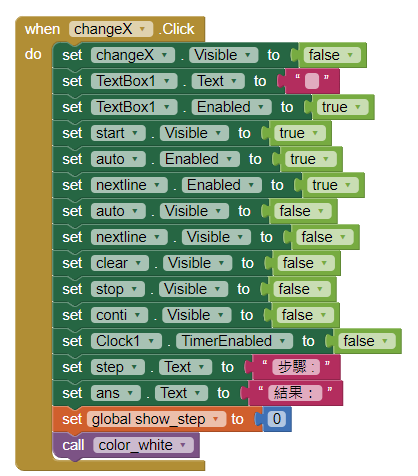 when changeX .Click
do set changeX . Visible to false
set TextBox1 . Text to “ ”
set TextBox1 . Enabled to true
set start . Visible to true
set auto . Enabled to true
set nextline . Enabled to true
set auto . Visible to false
set nextline . Visible to false
set clear . Visible to false
set stop . Visible to false
set conti . Visible to false
set Clock1 . TimerEnabled to false
set step . Text to “ 步驟 : ”
set ans . Text to “ 結果： ”
set global show_step to 0
call color_white